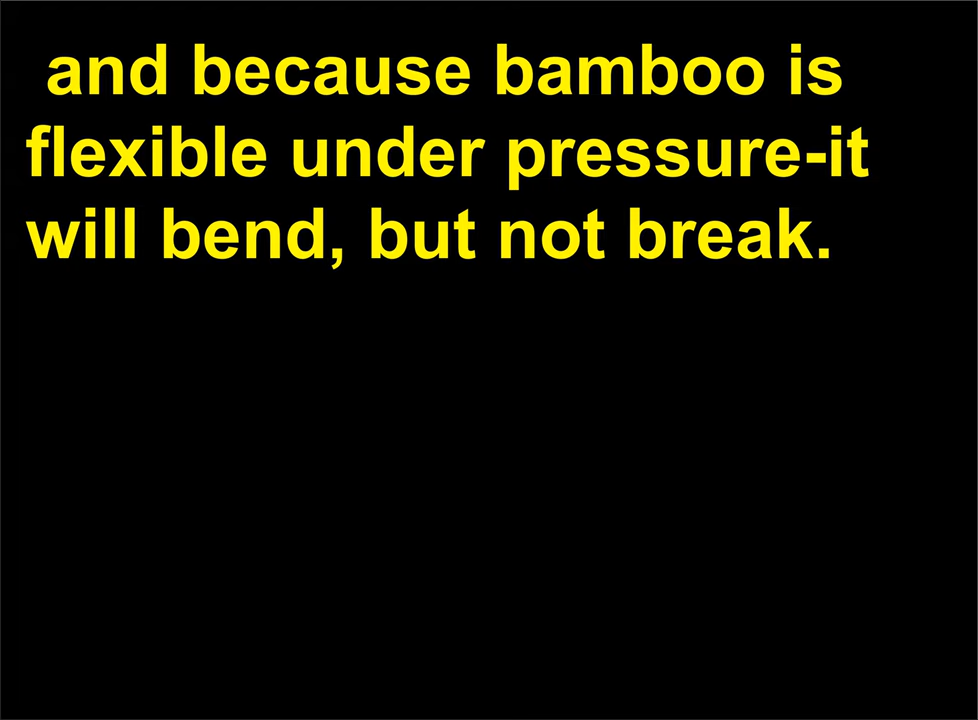 and because bamboo is
flexible under pressure-it
will bend, but not break.